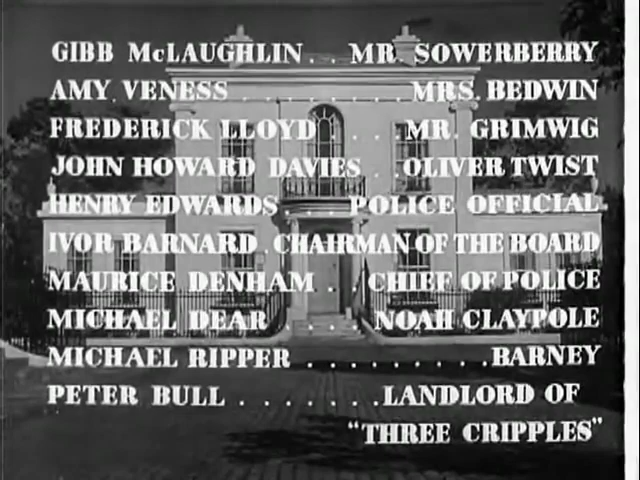 GIBB McLAUGHLIN . . MR. SOWERBERRY
AMY VENESS . . . . . . . . . MRS. BEDWIN
FREDERICK LLOYD . . . MR. GRIMWIG
JOHN HOWARD DAVIES . . OLIVER TWIST
HENRY EDWARDS . . . . POLICE OFFICIAL
IVOR BARNARD . CHAIRMAN OF THE BOARD
MAURICE DENHAM . . CHIEF OF POLICE
MICHAEL DEAR . . . . . NOAH CLAYPOLE
MICHAEL RIPPER . . . . . . . . . BARNEY
PETER BULL . . . . . . . LANDLORD OF
"THREE CRIPPLES"